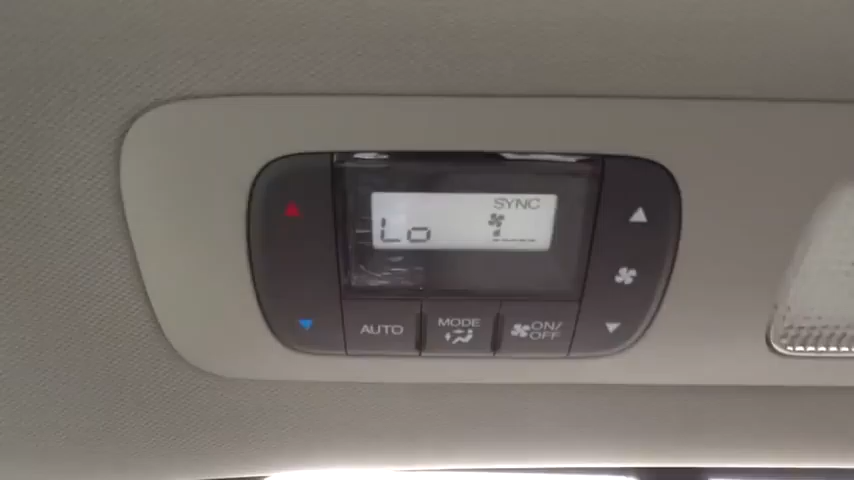 SYNC
Lo
AUTO
MODE
ON/
OFF